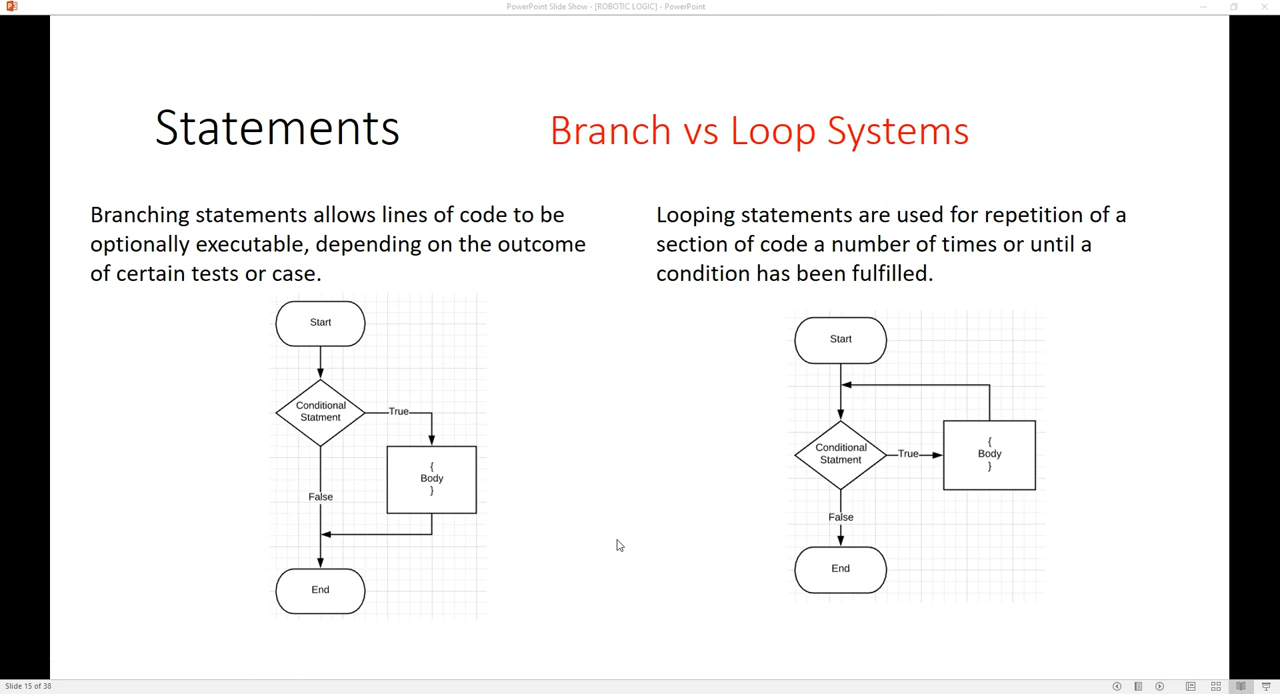 PowerPoint Slide Show - [ROBOTIC LOGIC] - PowerPoint
Statements
Branch vs Loop Systems
Branching statements allows lines of code to be
optionally executable, depending on the outcome
of certain tests or case.
Start
Conditional
Statment
True
{
Body
}
False
End
Looping statements are used for repetition of a
section of code a number of times or until a
condition has been fulfilled.
Start
Conditional
Statment
True
{
Body
}
False
End
Slide 15 of 38